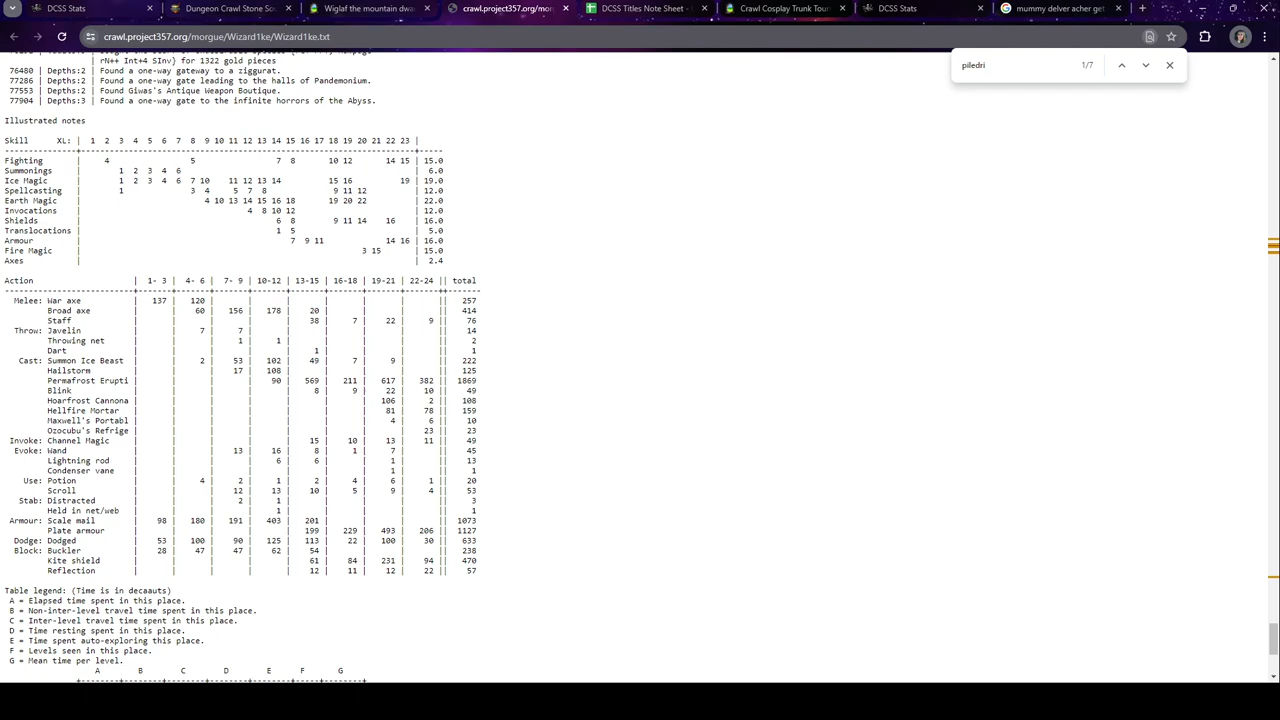 DCSS Stats
Dungeon Crawl Stone Sou
Wiglaf the mountain dwa
crawl.project357.org/mor
DCSS Titles Note Sheet -
Crawl Cosplay Trunk Tour
DCSS Stats
mummy delver acher get
crawl.project357.org/morgue/Wizard1ke/Wizard1ke.txt
piledri 1/7
| rN++ Int+4 SInv} for 1322 gold pieces
76480 | Depths:2 | Found a one-way gateway to a ziggurat.
77286 | Depths:2 | Found a one-way gate leading to the halls of Pandemonium.
77553 | Depths:2 | Found Giwas's Antique Weapon Boutique.
77904 | Depths:3 | Found a one-way gate to the infinite horrors of the Abyss.
Illustrated notes
Skill XL: | 1 2 3 4 5 6 7 8 9 10 11 12 13 14 15 16 17 18 19 20 21 22 23 |
Fighting | 4 5 7 8 10 12 14 15 | 15.0
Summonings | 1 2 3 4 6 | 6.0
Ice Magic | 1 2 3 4 6 7 10 11 12 13 14 15 16 19 | 19.0
Spellcasting | 1 3 4 5 7 8 9 11 12 | 12.0
Earth Magic | 4 10 13 14 15 16 18 19 20 22 | 22.0
Invocations | 4 8 10 12 | 12.0
Shields | 6 8 9 11 14 16 | 16.0
Translocations | 1 5 | 5.0
Armour | 7 9 11 14 16 | 16.0
Fire Magic | 3 15 | 15.0
Axes | | 2.4
Action | 1- 3 | 4- 6 | 7- 9 | 10-12 | 13-15 | 16-18 | 19-21 | 22-24 || total
Melee: War axe | 137 | 120 | | | | | | || 257
Broad axe | | 60 | 156 | 178 | 20 | | | || 414
Staff | | | | | 38 | 7 | 22 | 9 || 76
Throw: Javelin | | 7 | 7 | | | | | || 14
Throwing net | | | 1 | 1 | | | | || 2
Dart | | | | | 1 | | | || 1
Cast: Summon Ice Beast | | 2 | 53 | 102 | 49 | 7 | 9 | || 222
Hailstorm | | | 17 | 108 | | | | || 125
Permafrost Erupti | | | | 90 | 569 | 211 | 617 | 382 || 1869
Blink | | | | | 8 | 9 | 22 | 10 || 49
Hoarfrost Cannona | | | | | | | 106 | 2 || 108
Hellfire Mortar | | | | | | | 81 | 78 || 159
Maxwell's Portabl | | | | | | | 4 | 6 || 10
Ozocubu's Refrige | | | | | | | | 23 || 23
Invoke: Channel Magic | | | | | 15 | 10 | 13 | 11 || 49
Evoke: Wand | | | 13 | 16 | 8 | 1 | 7 | || 45
Lightning rod | | | | 6 | 6 | | 1 | || 13
Condenser vane | | | | | | | 1 | || 1
Use: Potion | | 4 | 2 | 1 | 2 | 4 | 6 | 1 || 20
Scroll | | | 12 | 13 | 10 | 5 | 9 | 4 || 53
Stab: Distracted | | | 2 | 1 | | | | || 3
Held in net/web | | | | 1 | | | | || 1
Armour: Scale mail | 98 | 180 | 191 | 403 | 201 | | | || 1073
Plate armour | | | | | 199 | 229 | 493 | 206 || 1127
Dodge: Dodged | 53 | 100 | 90 | 125 | 113 | 22 | 100 | 30 || 633
Block: Buckler | 28 | 47 | 47 | 62 | 54 | | | || 238
Kite shield | | | | | 61 | 84 | 231 | 94 || 470
Reflection | | | | | 12 | 11 | 12 | 22 || 57
Table legend: (Time is in decaauts)
A = Elapsed time spent in this place.
B = Non-inter-level travel time spent in this place.
C = Inter-level travel time spent in this place.
D = Time resting spent in this place.
E = Time spent auto-exploring this place.
F = Levels seen in this place.
G = Mean time per level.
A B C D E F G